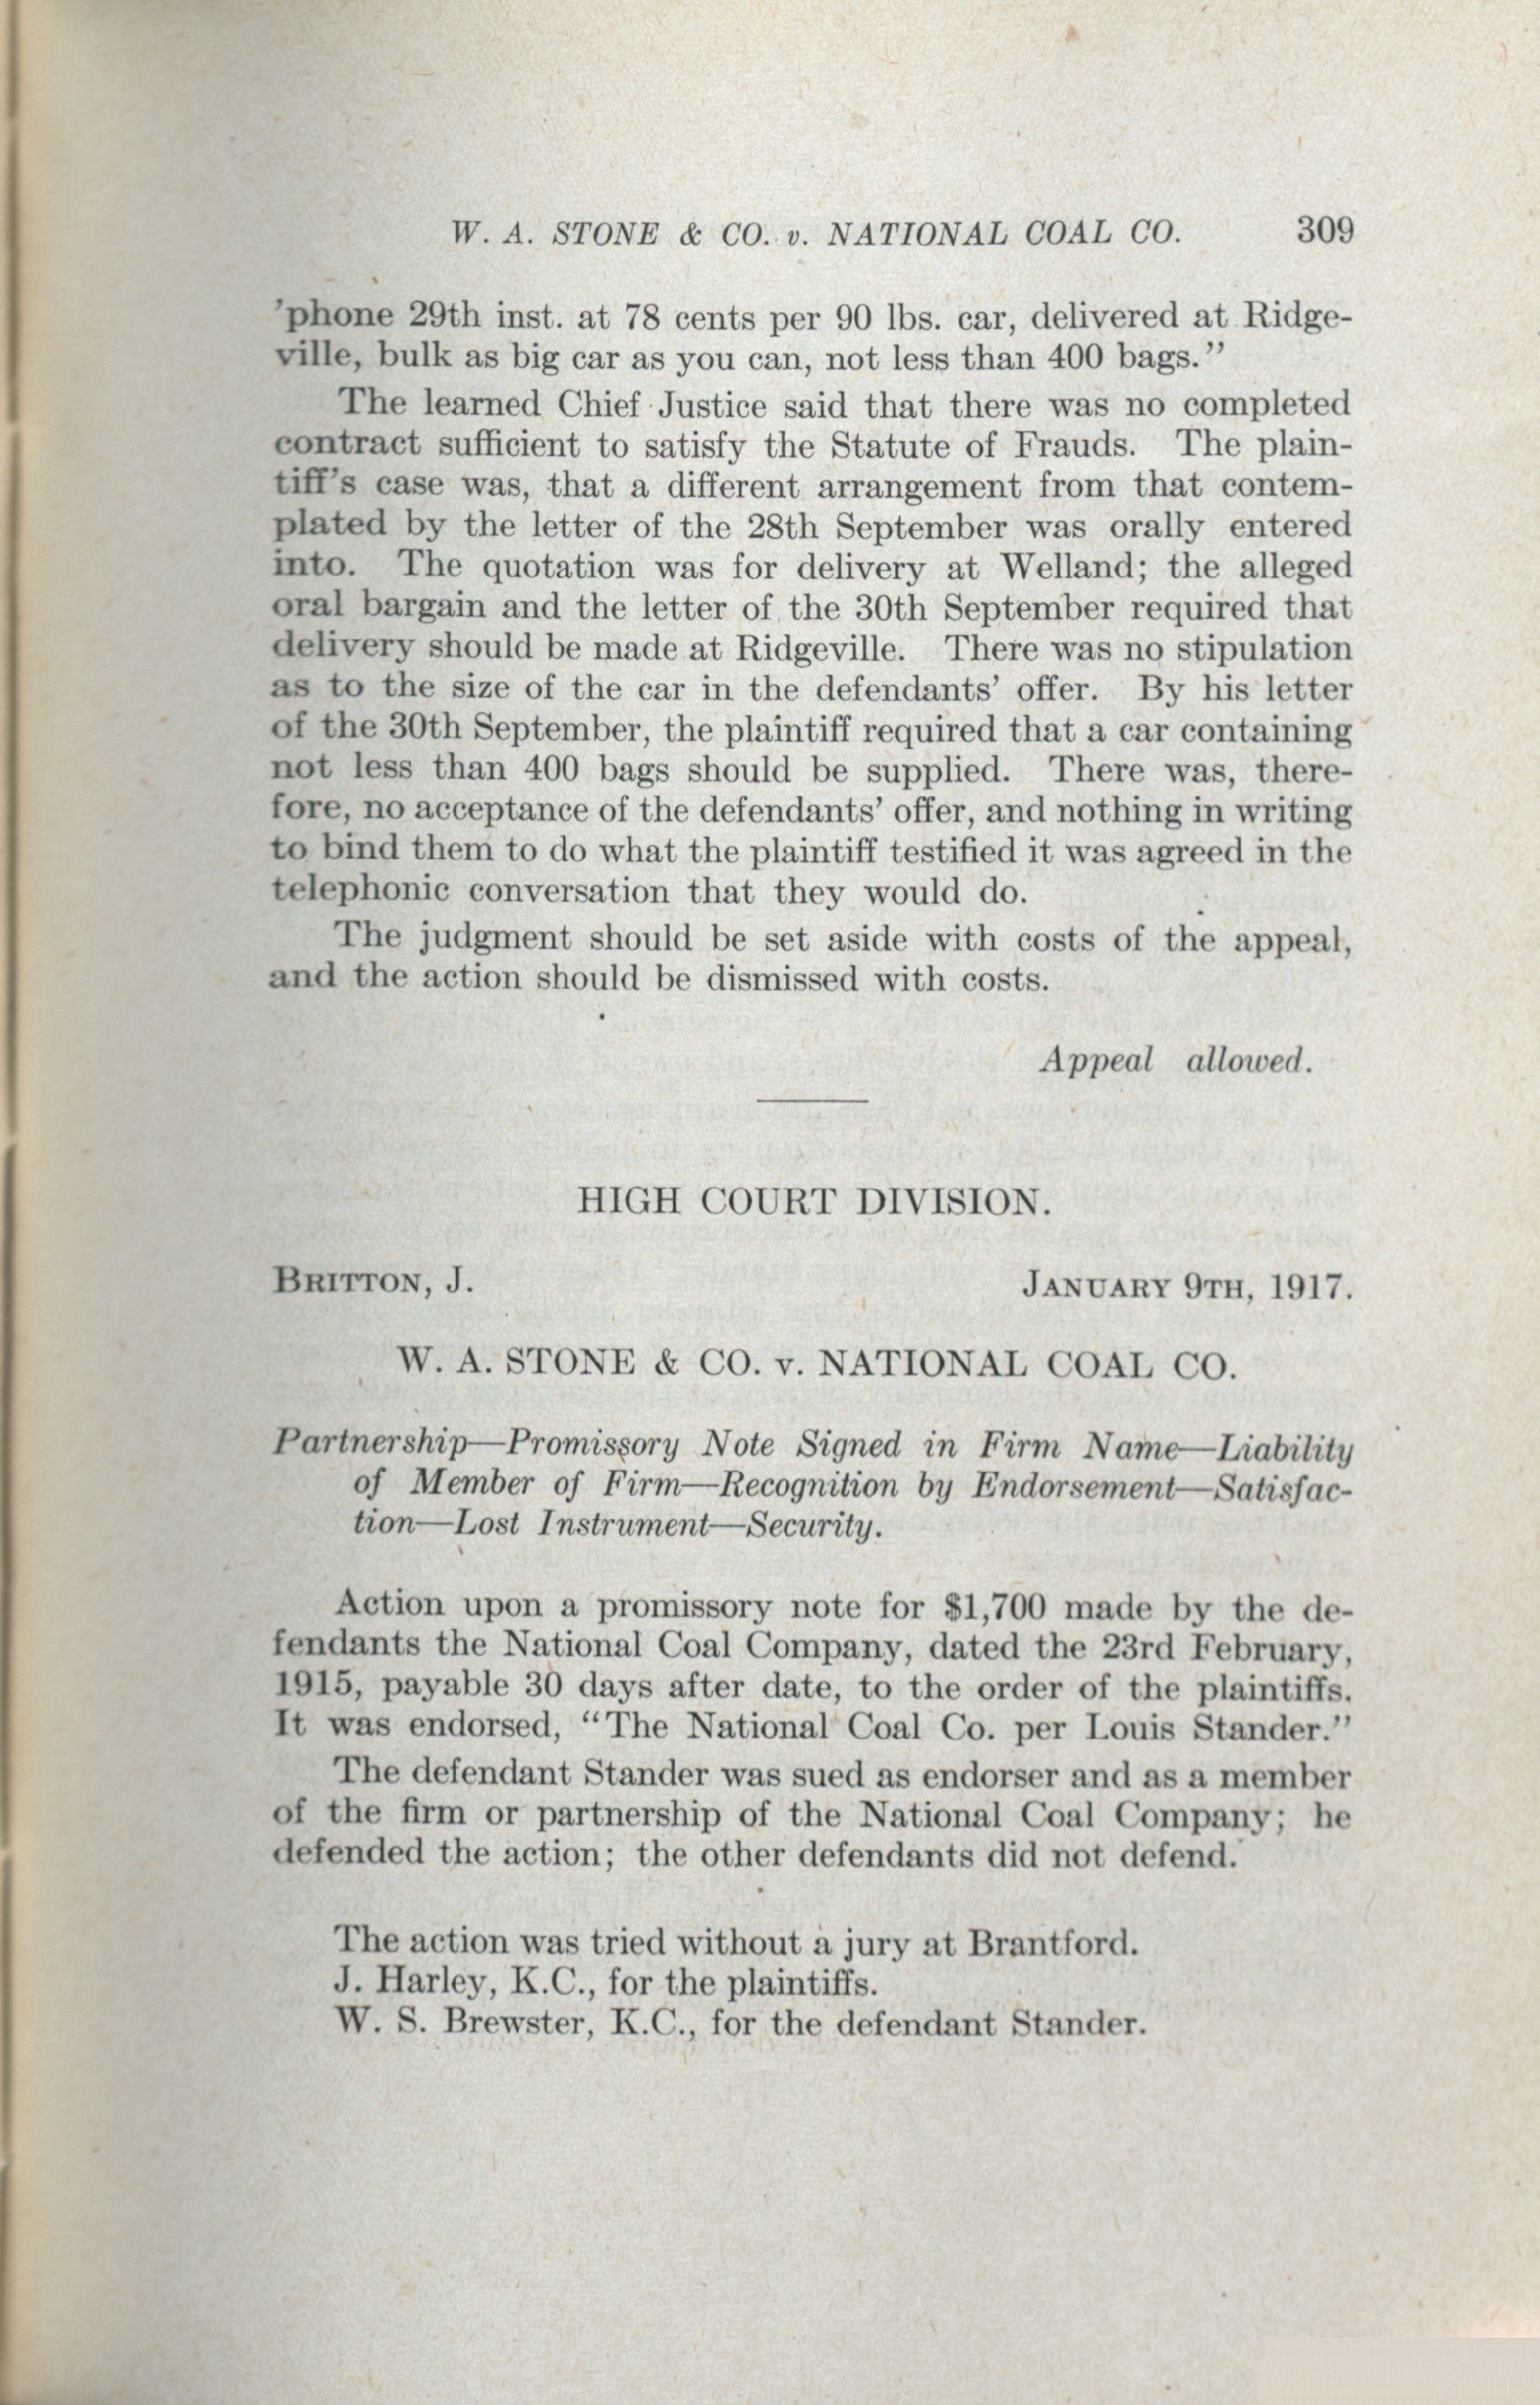 W. A. STONE & CO. v. NATIONAL COAL CO. 309
’phone 29th inst. at 78 cents per 90 lbs. car, delivered at Ridge-
ville, bulk as big car as you can, not less than 400 bags.”
The learned Chief Justice said that there was no completed
contract sufficient to satisfy the Statute of Frauds. The plain-
tiff’s case was, that a different arrangement from that contem-
plated by the letter of the 28th September was orally entered
into. The quotation was for delivery at Welland; the alleged
oral bargain and the letter of the 30th September required that
delivery should be made at Ridgeville. There was no stipulation
as to the size of the car in the defendants’ offer. By his letter
of the 30th September, the plaintiff required that a car containing
not less than 400 bags should be supplied. There was, there-
fore, no acceptance of the defendants’ offer, and nothing in writing
to bind them to do what the plaintiff testified it was agreed in the
telephonic conversation that they would do.
The judgment should be set aside with costs of the appeal,
and the action should be dismissed with costs.
Appeal allowed.
HIGH COURT DIVISION.
BRITTON, J. JANUARY 9TH, 1917.
W. A. STONE & CO. v. NATIONAL COAL CO.
Partnership—Promissory Note Signed in Firm Name—Liability
of Member of Firm—Recognition by Endorsement—Satisfac-
tion—Lost Instrument—Security.
Action upon a promissory note for $1,700 made by the de-
fendants the National Coal Company, dated the 23rd February,
1915, payable 30 days after date, to the order of the plaintiffs.
It was endorsed, “The National Coal Co. per Louis Stander.”
The defendant Stander was sued as endorser and as a member
of the firm or partnership of the National Coal Company; he
defended the action; the other defendants did not defend.
The action was tried without a jury at Brantford.
J. Harley, K.C., for the plaintiffs.
W. S. Brewster, K.C., for the defendant Stander.